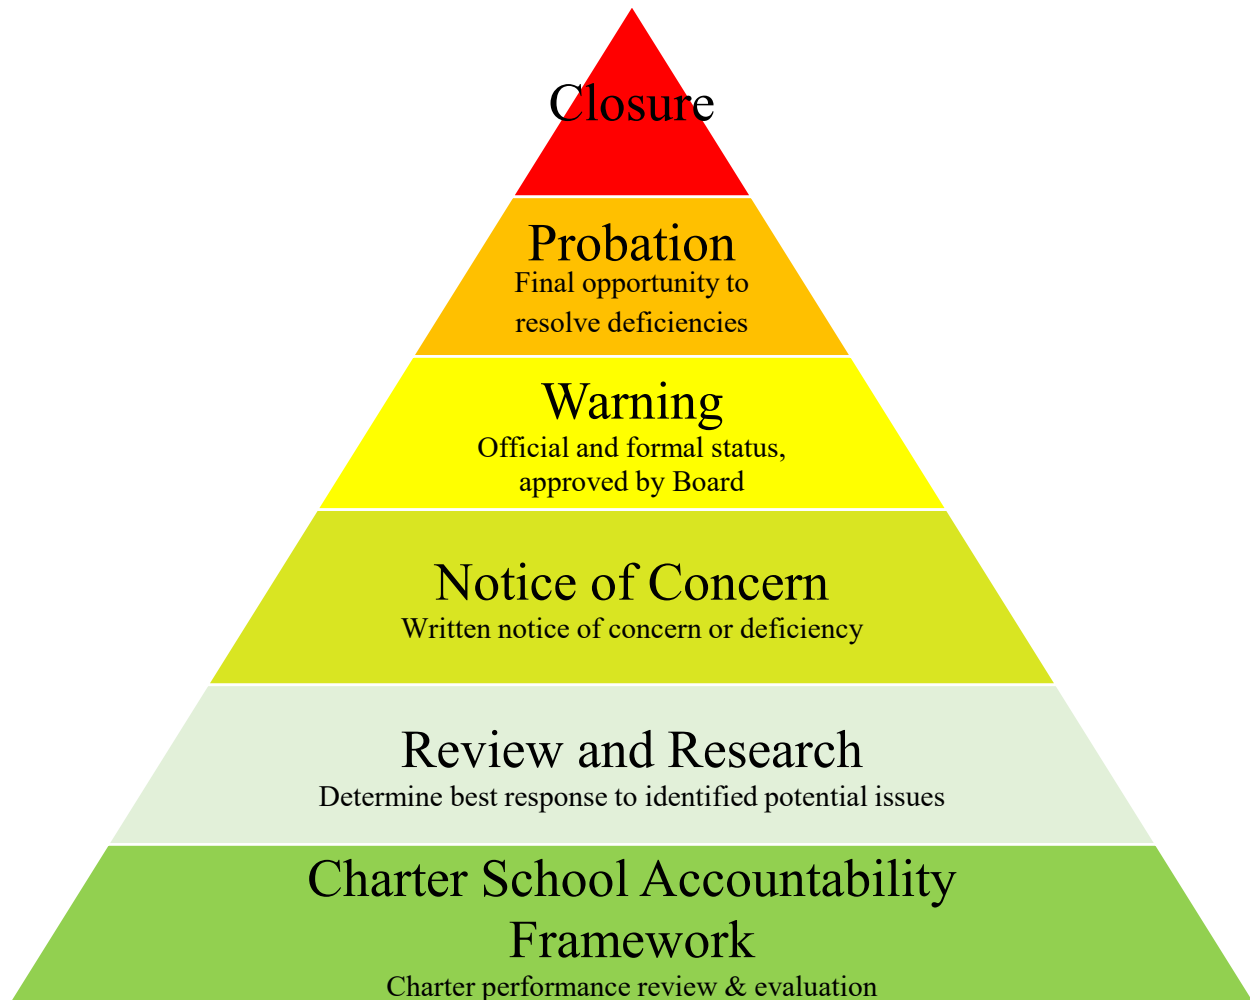 Closure
Probation
Final opportunity to
resolve deficiencies
Warning
Official and formal status,
approved by Board
Notice of Concern
Written notice of concern or deficiency
Review and Research
Determine best response to identified potential issues
Charter School Accountability
Framework
Charter performance review & evaluation